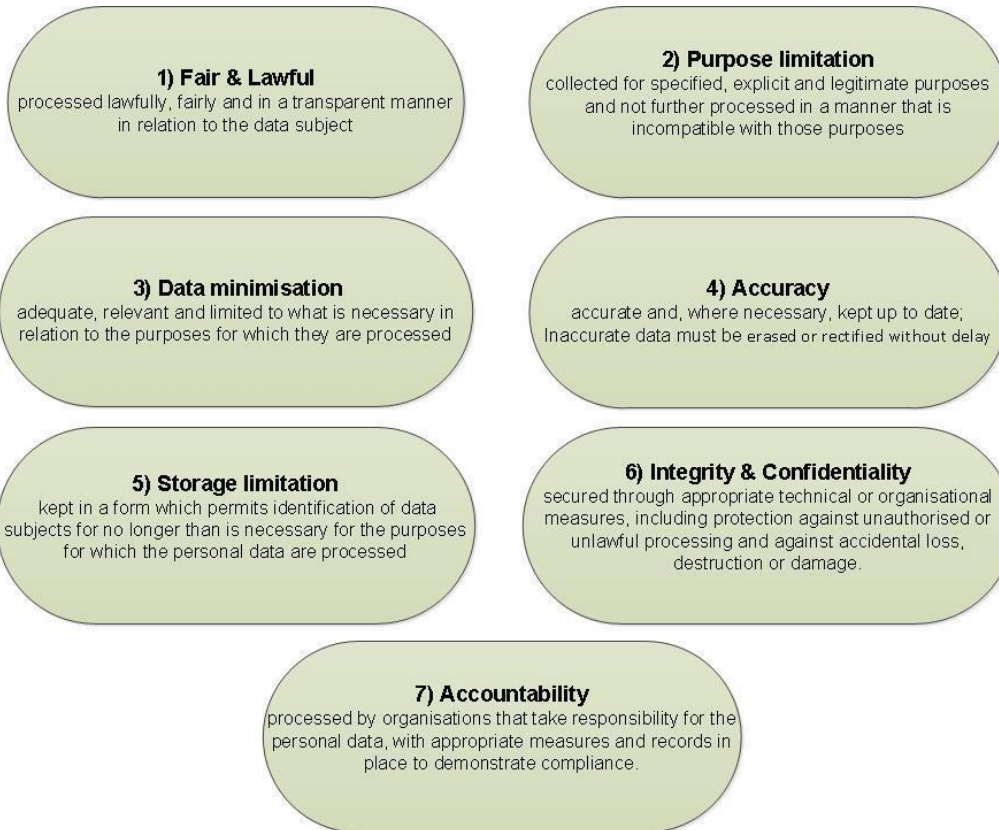 1) Fair & Lawful
processed lawfully, fairly and in a transparent manner
in relation to the data subject
2) Purpose limitation
collected for specified, explicit and legitimate purposes
and not further processed in a manner that is
incompatible with those purposes
3) Data minimisation
adequate, relevant and limited to what is necessary in
relation to the purposes for which they are processed
4) Accuracy
accurate and, where necessary, kept up to date;
Inaccurate data must be erased or rectified without delay
5) Storage limitation
kept in a form which permits identification of data
subjects for no longer than is necessary for the purposes
for which the personal data are processed
6) Integrity & Confidentiality
secured through appropriate technical or organisational
measures, including protection against unauthorised or
unlawful processing and against accidental loss,
destruction or damage.
7) Accountability
processed by organisations that take responsibility for the
personal data, with appropriate measures and records in
place to demonstrate compliance.